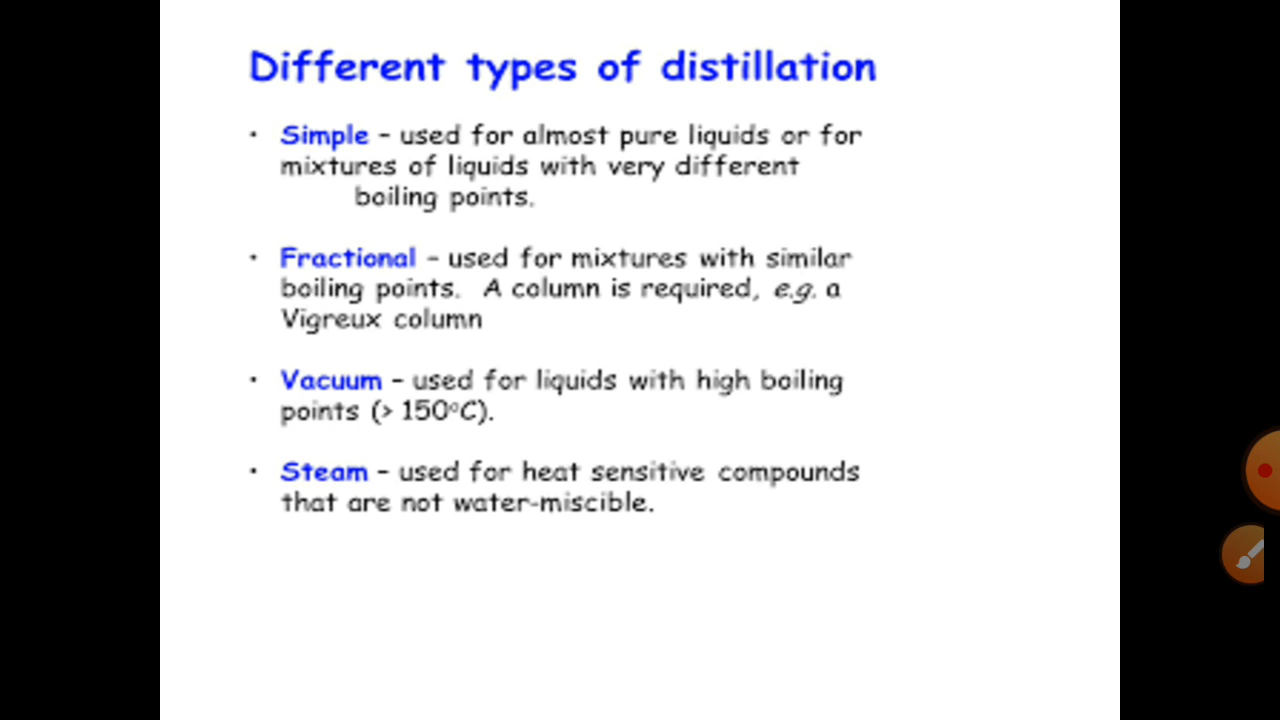 Different types of distillation
• Simple – used for almost pure liquids or for
mixtures of liquids with very different
boiling points.
• Fractional – used for mixtures with similar
boiling points. A column is required, e.g. a
Vigreux column
• Vacuum – used for liquids with high boiling
points (> 150°C).
• Steam – used for heat sensitive compounds
that are not water-miscible.